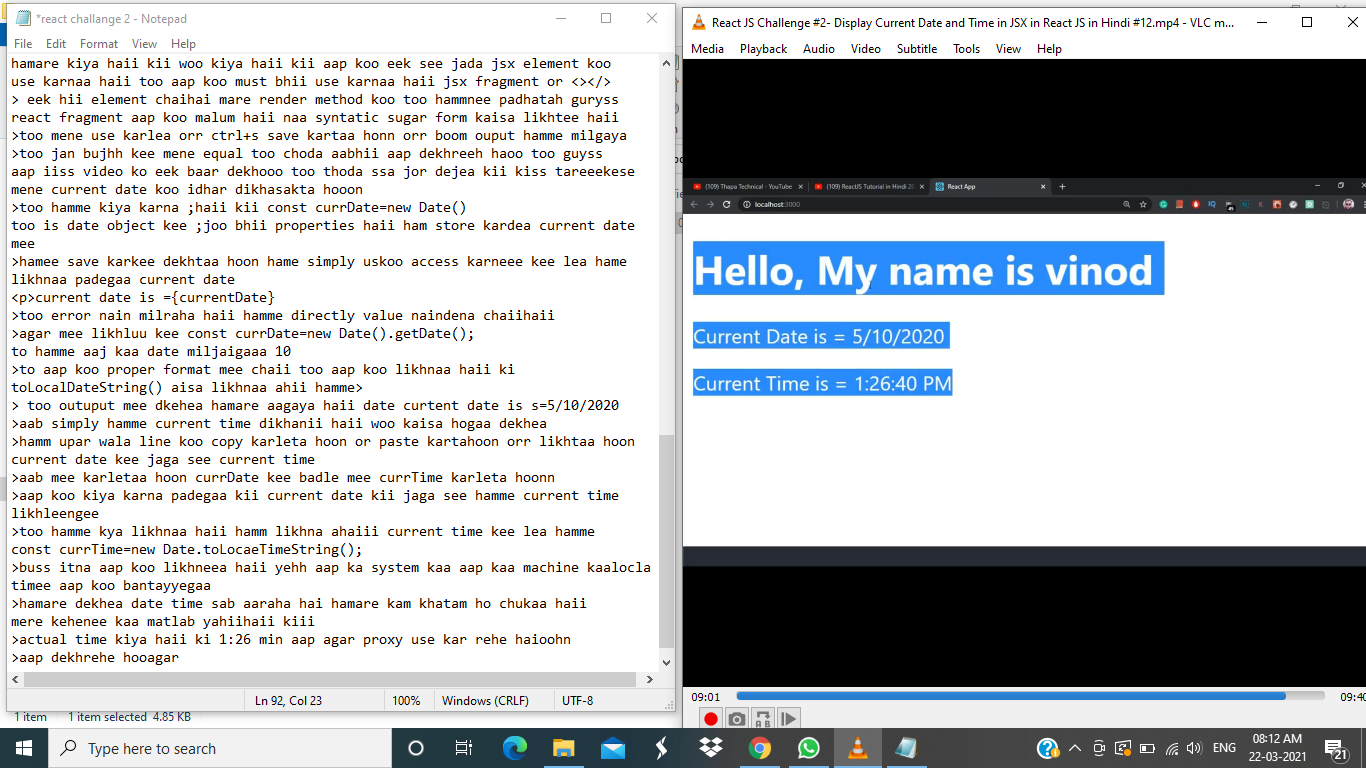 *react challange 2 - Notepad
File Edit Format View Help
hamare kiya haii kii woo kiya haii kii aap koo eek see jada jsx element koo
use karnaa haii too aap koo must bhii use karnaa haii jsx fragment or <></>
> eek hii element chaihai mare render method koo too hammnee padhatah guryss
react fragment aap koo malum haii naa syntatic sugar form kaisa likhtee haii
>too mene use karlea orr ctrl+s save kartaa honn orr boom ouput hamme milgaya
>too jan bujhh kee mene equal too choda aabhii aap dekhreeh haoo too guyss
aap iiss video ko eek baar dekhooo too thoda ssa jor dejea kii kiss tareeekese
mene current date koo idhar dikhasakta hooon
>too hamme kiya karna ;haii kii const currDate=new Date()
too is date object kee ;joo bhii properties haii ham store kardea current date
mee
>hamee save karkee dekhtaa hoon hame simply uskoo access karneee kee lea hame
likhnaa padegaa current date
<p>current date is ={currentDate}
>too error nain milraha haii hamme directly value naindena chaiihaii
>agar mee likhluu kee const currDate=new Date().getDate();
to hamme aaj kaa date miljaigaaa 10
>to aap koo proper format mee chaii too aap koo likhnaa haii ki
toLocalDateString() aisa likhnaa ahii hamme>
> too outuput mee dkehea hamare aagaya haii date curtent date is s=5/10/2020
>aab simply hamme current time dikhanii haii woo kaisa hogaa dekhea
>hamm upar wala line koo copy karleta hoon or paste kartahoon orr likhtaa hoon
current date kee jaga see current time
>aab mee karletaa hoon currDate kee badle mee currTime karleta hoonn
>aap koo kiya karna padegaa kii current date kii jaga see hamme current time
likhleengee
>too hamme kya likhnaa haii hamm likhna ahaiii current time kee lea hamme
const currTime=new Date.toLocaeTimeString();
>buss itna aap koo likhneea haii yehh aap ka system kaa aap kaa machine kaalocla
timee aap koo bantayyegaa
>hamare dekhea date time sab aaraha hai hamare kam khatam ho chukaa haii
mere kehenee kaa matlab yahiihaii kiii
>actual time kiya haii ki 1:26 min aap agar proxy use kar rehe haioohn
>aap dekhrehe hooagar
Ln 92, Col 23 100% Windows (CRLF) UTF-8
1 item 1 item selected 4.85 KB
React JS Challenge #2- Display Current Date and Time in JSX in React JS in Hindi #12.mp4 - VLC m...
Media Playback Audio Video Subtitle Tools View Help
(109) Thapa Technical - YouTube (109) ReactJS Tutorial in Hindi React App
localhost:3000
Hello, My name is vinod
Current Date is = 5/10/2020
Current Time is = 1:26:40 PM
09:01 09:40
A B
Type here to search
ENG
08:12 AM
22-03-2021
21